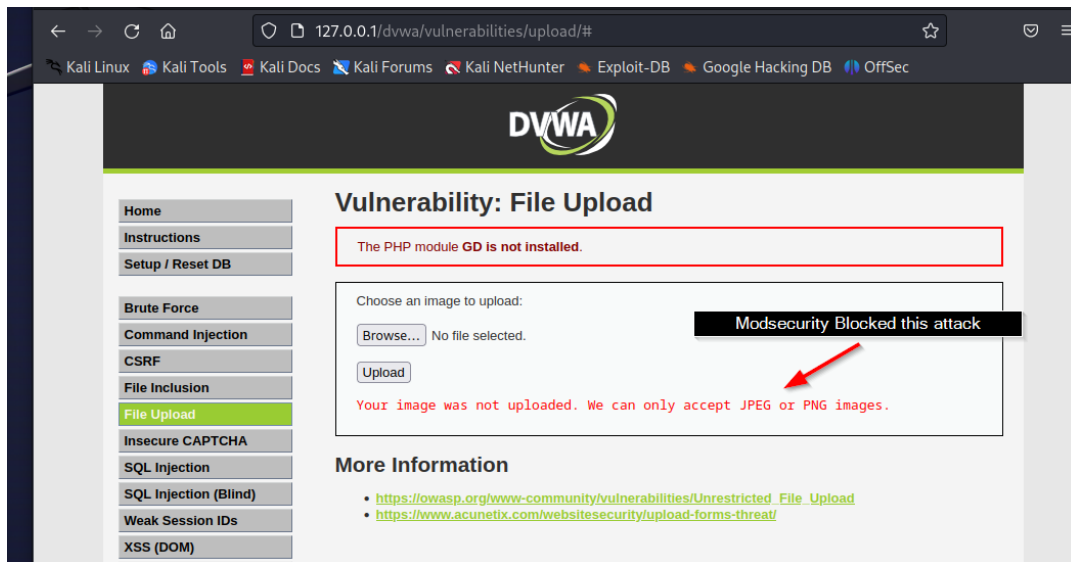 127.0.0.1/dvwa/vulnerabilities/upload/#
Kali Linux Kali Tools Kali Docs Kali Forums Kali NetHunter Exploit-DB Google Hacking DB OffSec
DVWA
Vulnerability: File Upload
The PHP module GD is not installed.
Home
Instructions
Setup / Reset DB
Brute Force
Command Injection
CSRF
File Inclusion
File Upload
Insecure CAPTCHA
SQL Injection
SQL Injection (Blind)
Weak Session IDs
XSS (DOM)
Choose an image to upload:
Browse... No file selected.
Modsecurity Blocked this attack
Upload
Your image was not uploaded. We can only accept JPEG or PNG images.
More Information
• https://owasp.org/www-community/vulnerabilities/Unrestricted_File_Upload
• https://www.acunetix.com/websitesecurity/upload-forms-threat/